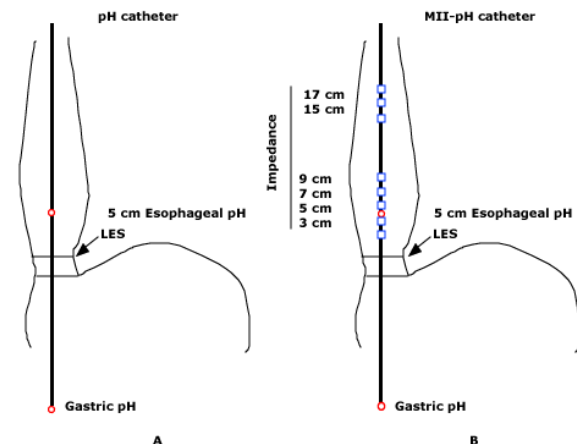 pH catheter
5 cm Esophageal pH
LES
Gastric pH
A
MII-pH catheter
Impedance
17 cm
15 cm
9 cm
7 cm
5 cm
3 cm
5 cm Esophageal pH
LES
Gastric pH
B